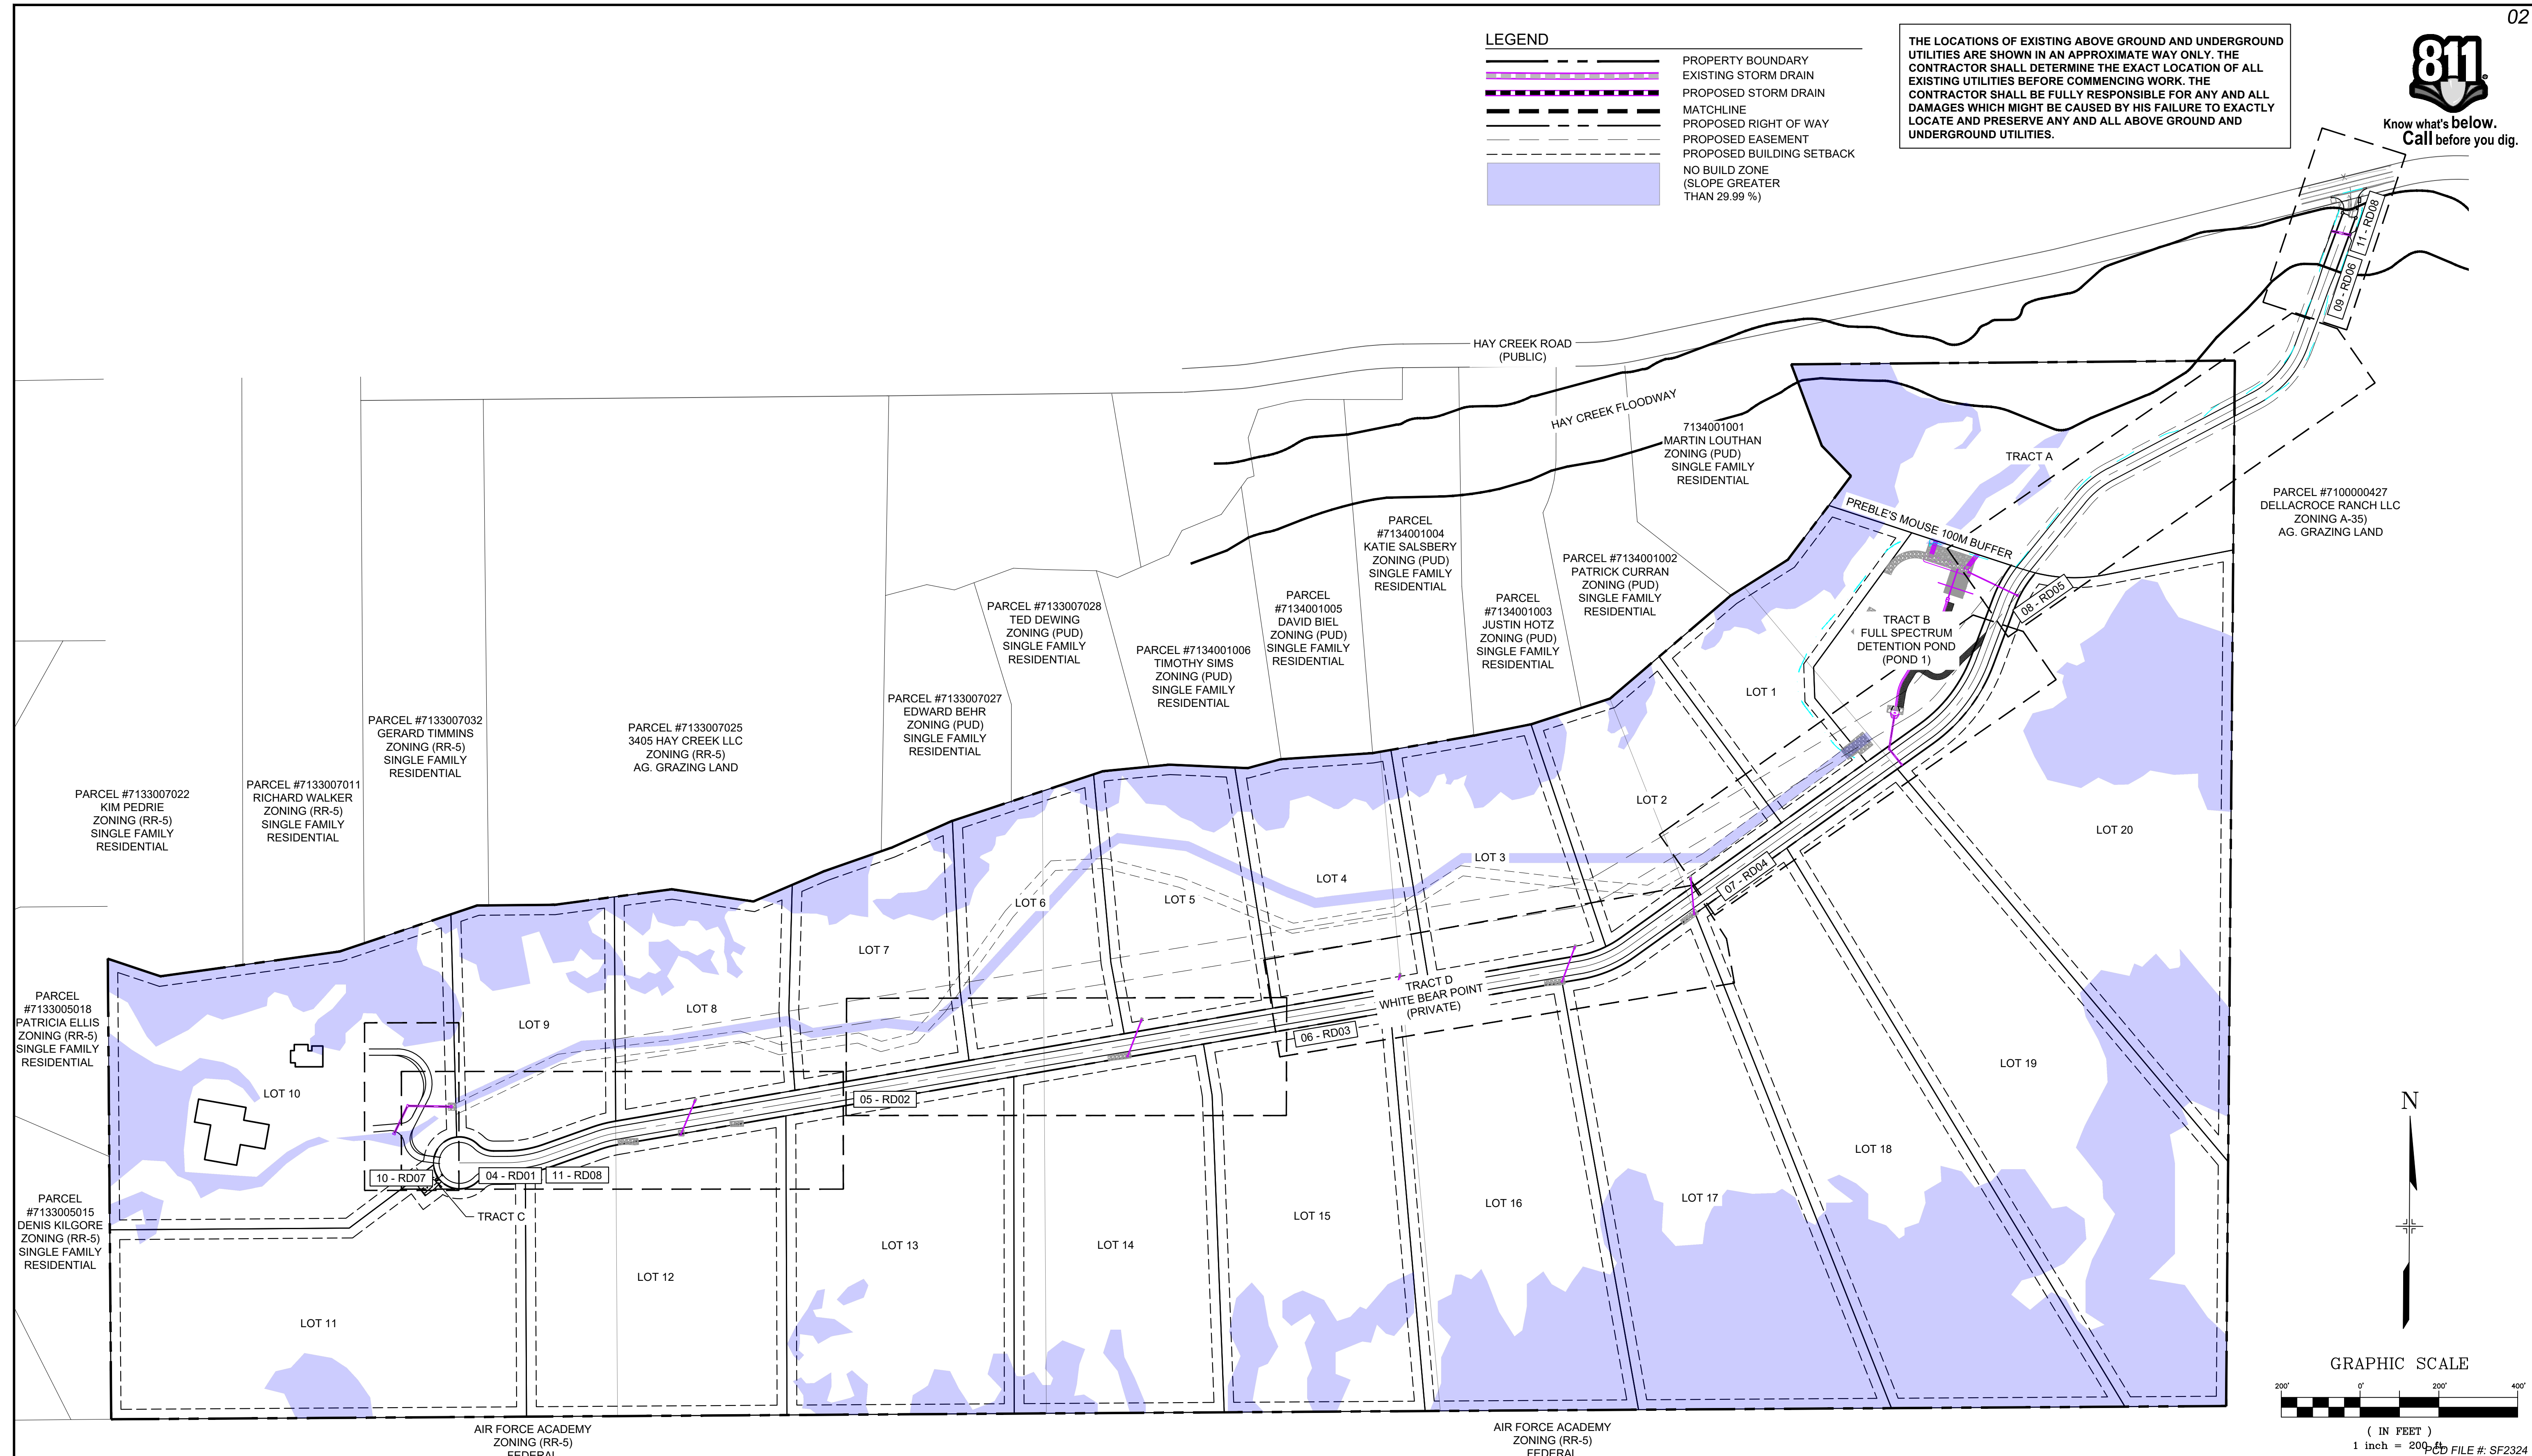 02
LEGEND
PROPERTY BOUNDARY
EXISTING STORM DRAIN
PROPOSED STORM DRAIN
MATCHLINE
PROPOSED RIGHT OF WAY
PROPOSED EASEMENT
PROPOSED BUILDING SETBACK
NO BUILD ZONE
(SLOPE GREATER
THAN 29.99 %)
THE LOCATIONS OF EXISTING ABOVE GROUND AND UNDERGROUND
UTILITIES ARE SHOWN IN AN APPROXIMATE WAY ONLY. THE
CONTRACTOR SHALL DETERMINE THE EXACT LOCATION OF ALL
EXISTING UTILITIES BEFORE COMMENCING WORK. THE
CONTRACTOR SHALL BE FULLY RESPONSIBLE FOR ANY AND ALL
DAMAGES WHICH MIGHT BE CAUSED BY HIS FAILURE TO EXACTLY
LOCATE AND PRESERVE ANY AND ALL ABOVE GROUND AND
UNDERGROUND UTILITIES.
811
Know what's below.
Call before you dig.
11 - RD08
09 - RD06
HAY CREEK ROAD
(PUBLIC)
HAY CREEK FLOODWAY
7134001001
MARTIN LOUTHAN
ZONING (PUD)
SINGLE FAMILY
RESIDENTIAL
TRACT A
PARCEL #7100000427
DELLACROCE RANCH LLC
ZONING A-35)
AG. GRAZING LAND
PREBLE'S MOUSE 100M BUFFER
PARCEL
#7134001004
KATIE SALSBERY
ZONING (PUD)
SINGLE FAMILY
RESIDENTIAL
PARCEL #7134001002
PATRICK CURRAN
ZONING (PUD)
SINGLE FAMILY
RESIDENTIAL
PARCEL
#7134001003
JUSTIN HOTZ
ZONING (PUD)
SINGLE FAMILY
RESIDENTIAL
PARCEL
#7134001005
DAVID BIEL
ZONING (PUD)
SINGLE FAMILY
RESIDENTIAL
PARCEL #7133007028
TED DEWING
ZONING (PUD)
SINGLE FAMILY
RESIDENTIAL
PARCEL #7134001006
TIMOTHY SIMS
ZONING (PUD)
SINGLE FAMILY
RESIDENTIAL
PARCEL #7133007027
EDWARD BEHR
ZONING (PUD)
SINGLE FAMILY
RESIDENTIAL
PARCEL #7133007025
3405 HAY CREEK LLC
ZONING (RR-5)
AG. GRAZING LAND
PARCEL #7133007032
GERARD TIMMINS
ZONING (RR-5)
SINGLE FAMILY
RESIDENTIAL
PARCEL #7133007011
RICHARD WALKER
ZONING (RR-5)
SINGLE FAMILY
RESIDENTIAL
PARCEL #7133007022
KIM PEDRIE
ZONING (RR-5)
SINGLE FAMILY
RESIDENTIAL
08 - RD05
TRACT B
FULL SPECTRUM
DETENTION POND
(POND 1)
LOT 1
LOT 2
LOT 3
LOT 4
LOT 5
LOT 6
LOT 7
LOT 8
LOT 9
LOT 10
LOT 20
07 - RD04
TRACT D
WHITE BEAR POINT
(PRIVATE)
06 - RD03
05 - RD02
04 - RD01
11 - RD08
10 - RD07
TRACT C
PARCEL
#7133005018
PATRICIA ELLIS
ZONING (RR-5)
SINGLE FAMILY
RESIDENTIAL
PARCEL
#7133005015
DENIS KILGORE
ZONING (RR-5)
SINGLE FAMILY
RESIDENTIAL
LOT 11
LOT 12
LOT 13
LOT 14
LOT 15
LOT 16
LOT 17
LOT 18
LOT 19
AIR FORCE ACADEMY
ZONING (RR-5)
FEDERAL
AIR FORCE ACADEMY
ZONING (RR-5)
FEDERAL
N
GRAPHIC SCALE
200' 0' 200' 400'
( IN FEET )
1 inch = 200 ft.
PCD FILE #: SF2324